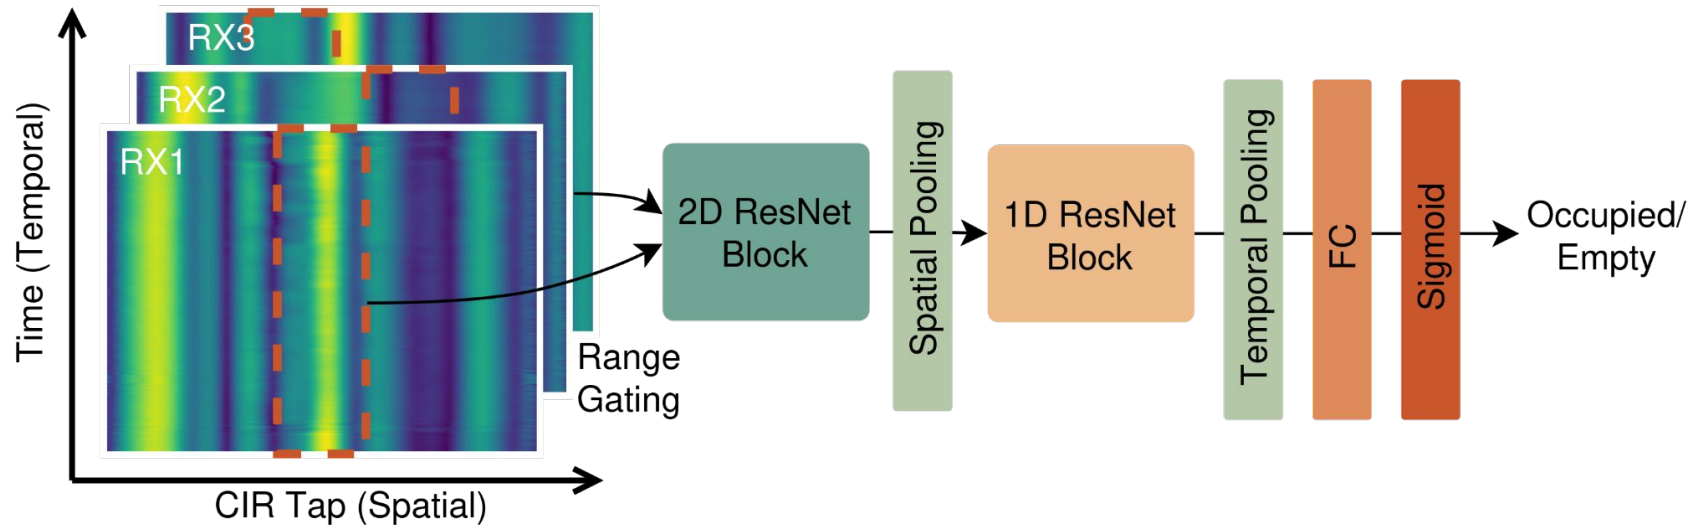 RX3
RX2
RX1
Time (Temporal)
CIR Tap (Spatial)
Range
Gating
2D ResNet
Block
Spatial Pooling
1D ResNet
Block
Temporal Pooling
FC
Sigmoid
Occupied/
Empty